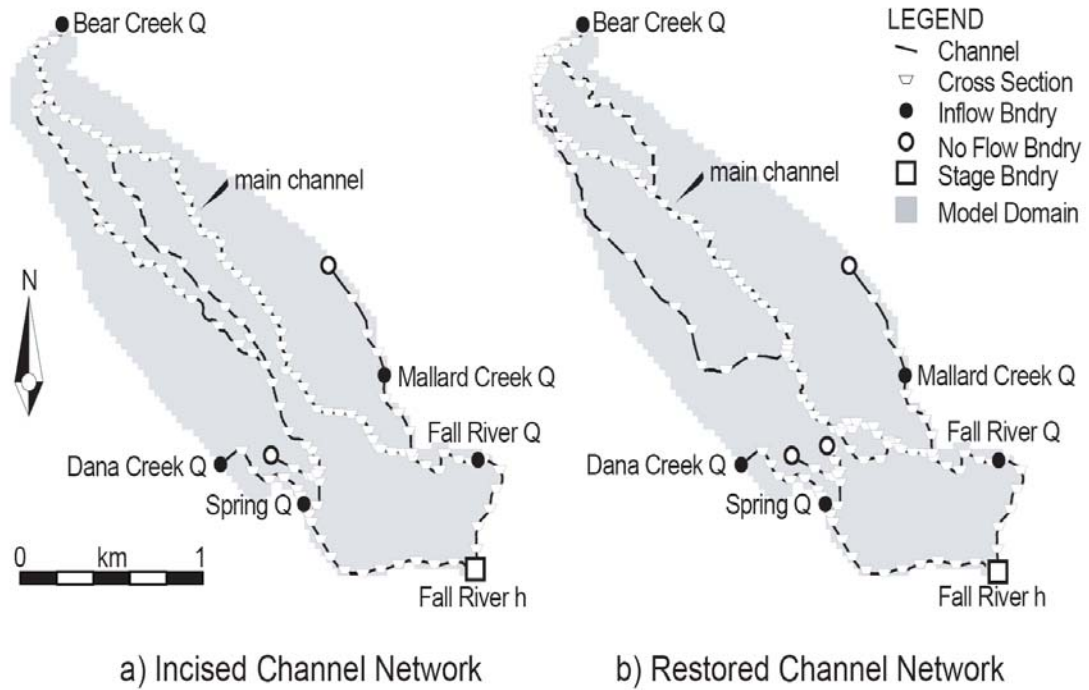 Bear Creek Q
main channel
N
Mallard Creek Q
Fall River Q
Dana Creek Q
Spring Q
0 km 1
Fall River h
a) Incised Channel Network
Bear Creek Q
main channel
Mallard Creek Q
Fall River Q
Dana Creek Q
Spring Q
Fall River h
b) Restored Channel Network
LEGEND
Channel
Cross Section
Inflow Bndry
No Flow Bndry
Stage Bndry
Model Domain